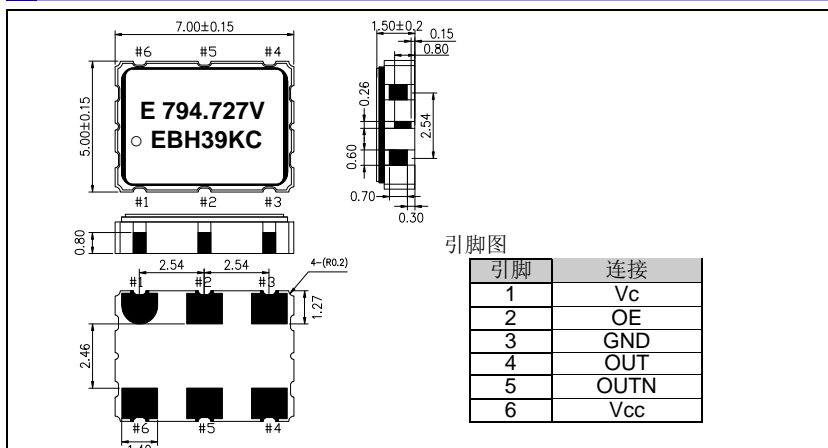 7.00±0.15
#6 #5 #4
5.00±0.15
E 794.727V
EBH39KC
#1 #2 #3
1.50±0.2
0.15
0.80
0.26
2.54
0.60
0.70
0.30
0.80
2.54 2.54
4-(R0.2)
#1 #2 #3
1.27
2.46
#6 #5 #4
引脚图
引脚 连接
1 Vc
2 OE
3 GND
4 OUT
5 OUTN
6 Vcc